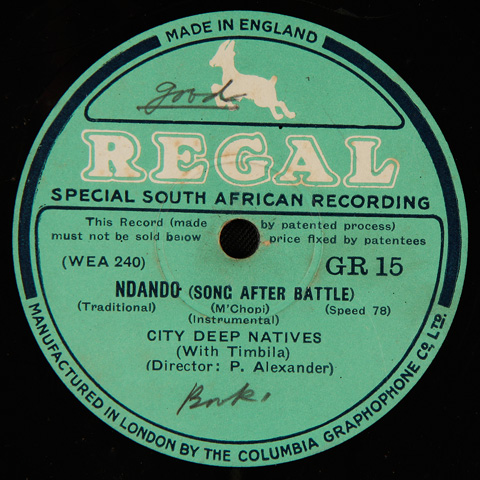 MADE IN ENGLAND
good
REGAL
SPECIAL SOUTH AFRICAN RECORDING
This Record (made by patented process)
must not be sold below price fixed by patentees
(WEA 240) GR 15
NDANDO (SONG AFTER BATTLE)
(Traditional) (M'Chopi) (Speed 78)
(Instrumental)
CITY DEEP NATIVES
(With Timbila)
(Director: P. Alexander)
MANUFACTURED IN LONDON BY THE COLUMBIA GRAPHOPHONE CO., LTD.